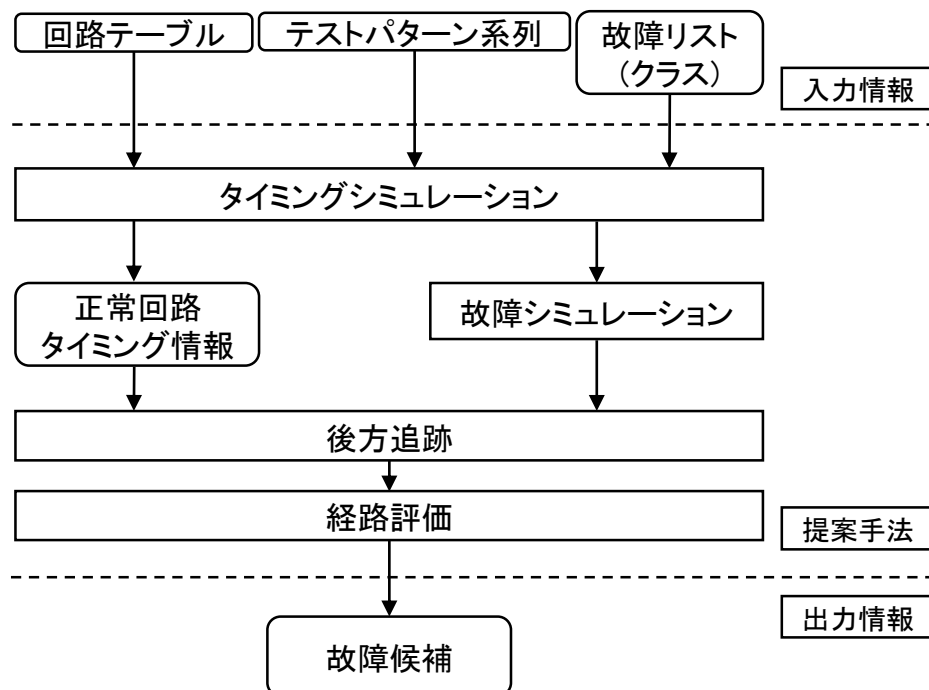 回路テーブル
テストパターン系列
故障リスト
(クラス)
入力情報
タイミングシミュレーション
正常回路
タイミング情報
故障シミュレーション
後方追跡
経路評価
提案手法
出力情報
故障候補